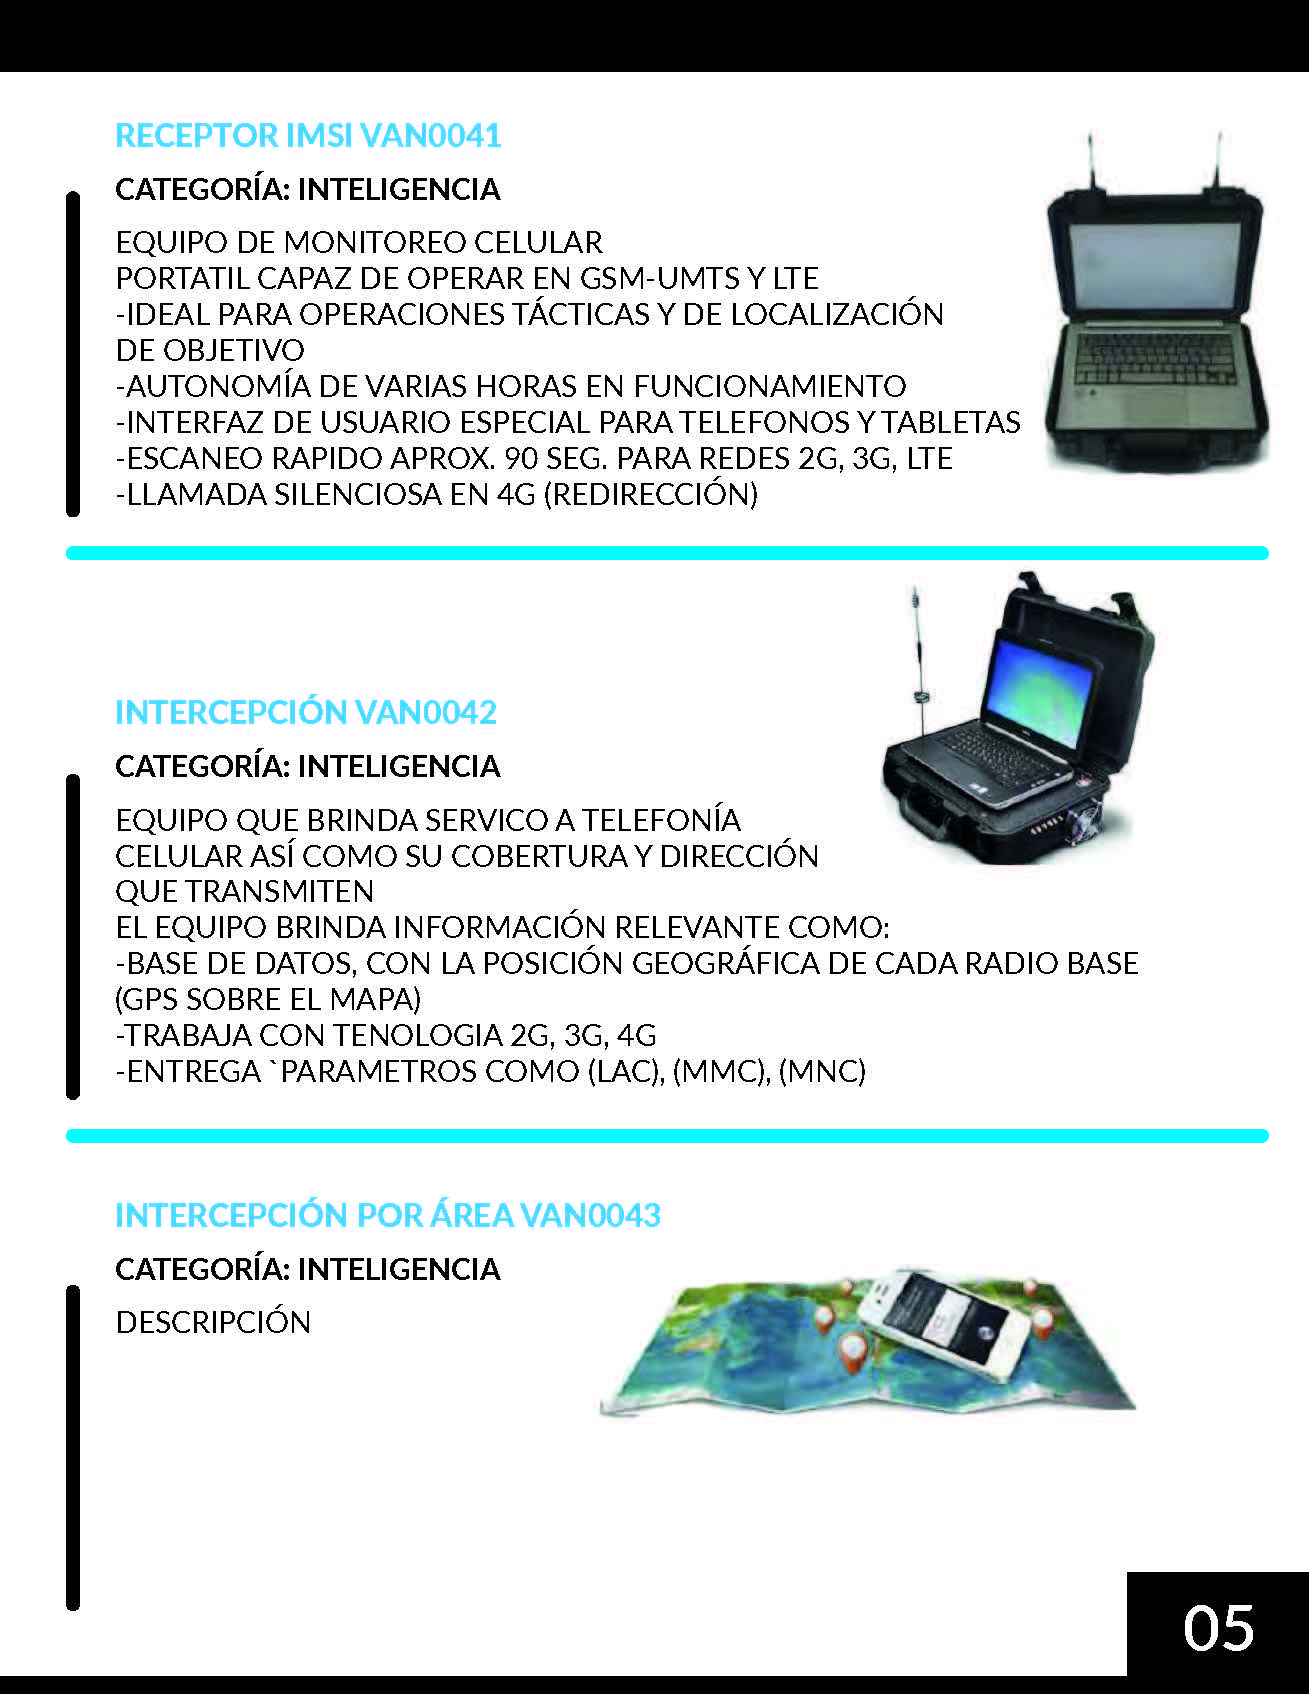 RECEPTOR IMSI VAN0041
CATEGORÍA: INTELIGENCIA
EQUIPO DE MONITOREO CELULAR
PORTATIL CAPAZ DE OPERAR EN GSM-UMTS Y LTE
-IDEAL PARA OPERACIONES TÁCTICAS Y DE LOCALIZACIÓN
DE OBJETIVO
-AUTONOMÍA DE VARIAS HORAS EN FUNCIONAMIENTO
-INTERFAZ DE USUARIO ESPECIAL PARA TELEFONOS Y TABLETAS
-ESCANEO RAPIDO APROX. 90 SEG. PARA REDES 2G, 3G, LTE
-LLAMADA SILENCIOSA EN 4G (REDIRECCIÓN)
INTERCEPCIÓN VAN0042
CATEGORÍA: INTELIGENCIA
EQUIPO QUE BRINDA SERVICO A TELEFONÍA
CELULAR ASÍ COMO SU COBERTURA Y DIRECCIÓN
QUE TRANSMITEN
EL EQUIPO BRINDA INFORMACIÓN RELEVANTE COMO:
-BASE DE DATOS, CON LA POSICIÓN GEOGRÁFICA DE CADA RADIO BASE
(GPS SOBRE EL MAPA)
-TRABAJA CON TENOLOGIA 2G, 3G, 4G
-ENTREGA `PARAMETROS COMO (LAC), (MMC), (MNC)
INTERCEPCIÓN POR ÁREA VAN0043
CATEGORÍA: INTELIGENCIA
DESCRIPCIÓN
05